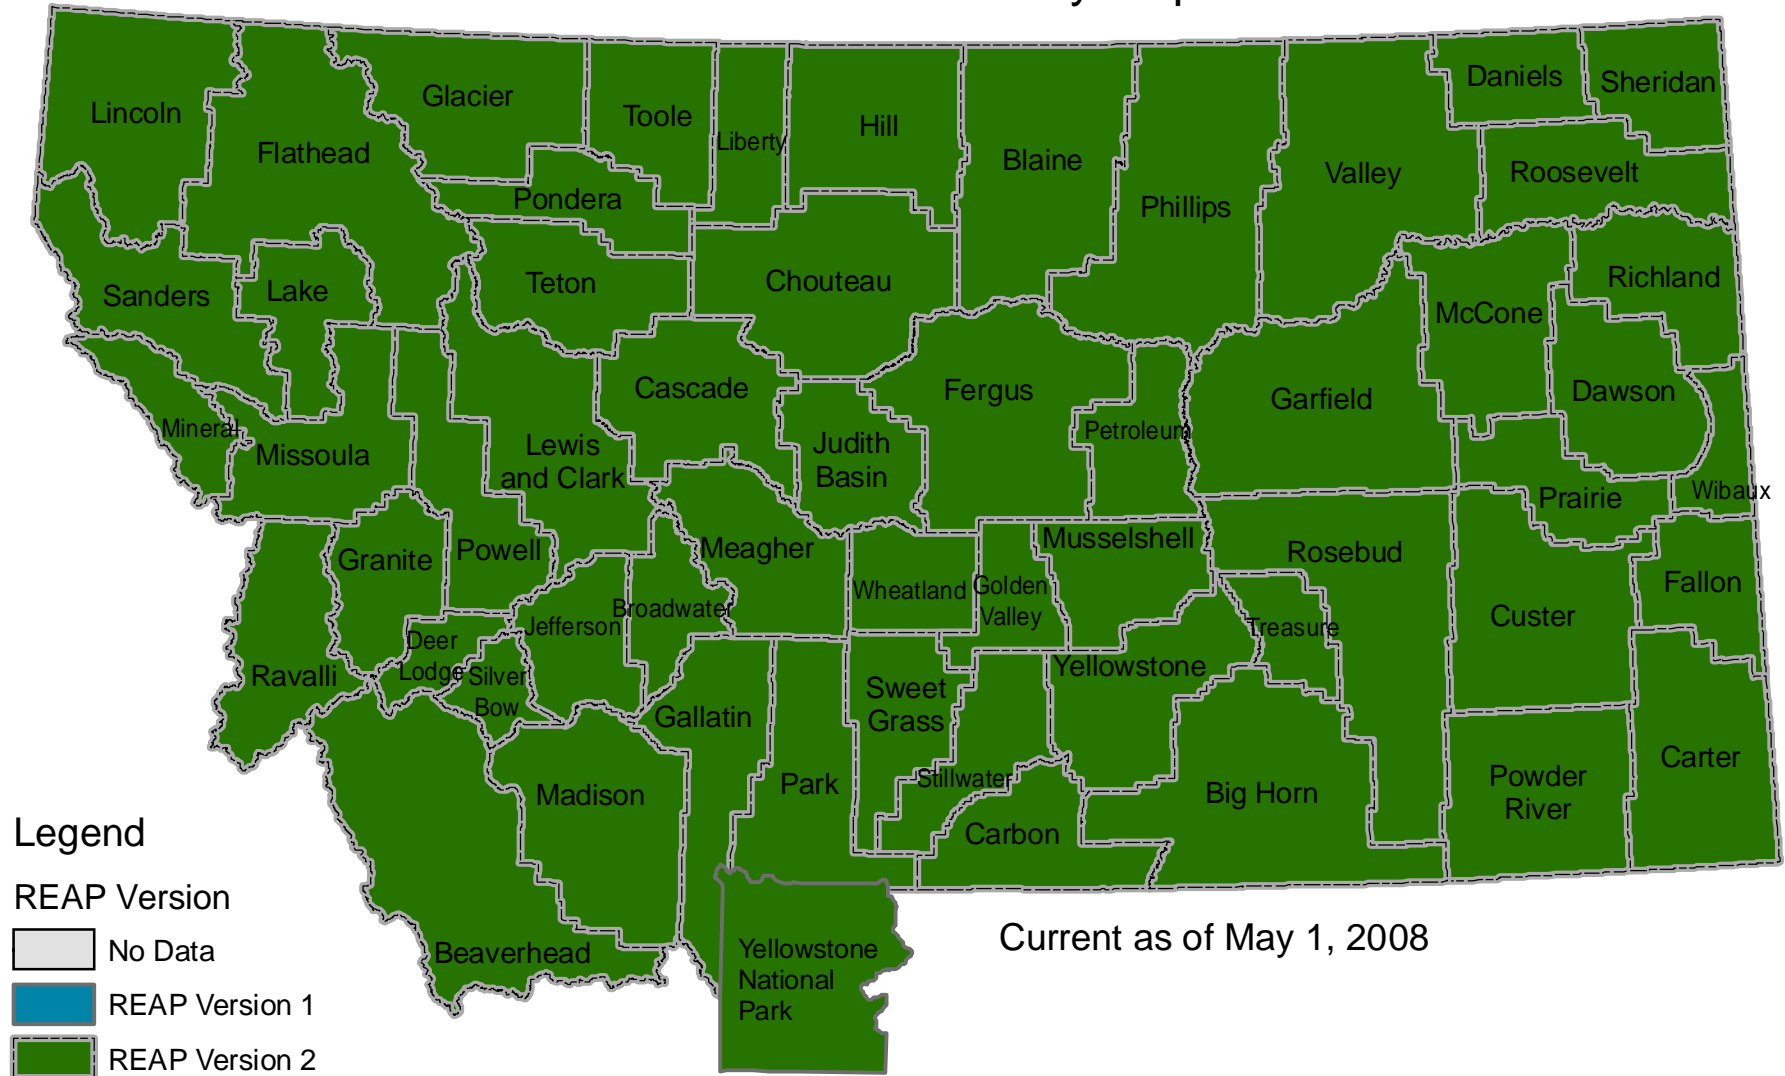 Lincoln
Flathead
Glacier
Toole
Liberty
Hill
Blaine
Phillips
Valley
Daniels
Sheridan
Roosevelt
Pondera
Teton
Chouteau
Sanders
Lake
Richland
McCone
Dawson
Cascade
Fergus
Garfield
Petroleum
Judith
Basin
Mineral
Missoula
Lewis
and Clark
Prairie
Wibaux
Granite
Powell
Meagher
Musselshell
Rosebud
Wheatland
Golden
Valley
Fallon
Custer
Jefferson
Broadwater
Treasure
Deer
Lodge
Silver
Bow
Ravalli
Yellowstone
Sweet
Grass
Gallatin
Park
Stillwater
Carter
Powder
River
Big Horn
Madison
Carbon
Beaverhead
Yellowstone
National
Park
Current as of May 1, 2008
Legend
REAP Version
No Data
REAP Version 1
REAP Version 2